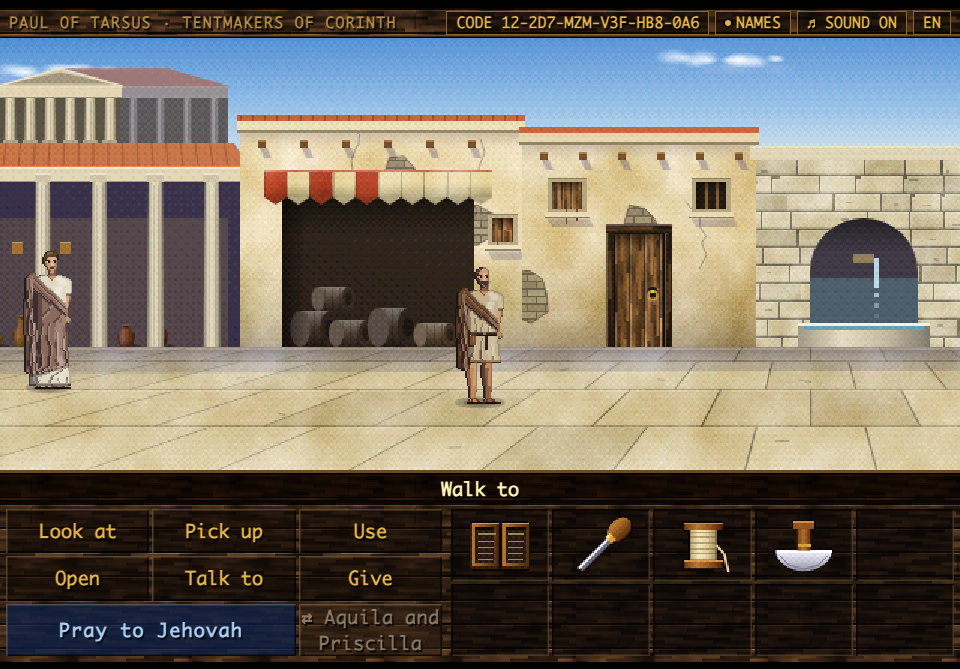 PAUL OF TARSUS · TENTMAKERS OF CORINTH
CODE 12-2D7-MZM-V3F-HB8-0A6
• NAMES
♬ SOUND ON
EN
Walk to
Look at
Pick up
Use
Open
Talk to
Give
Pray to Jehovah
⇄ Aquila and
Priscilla